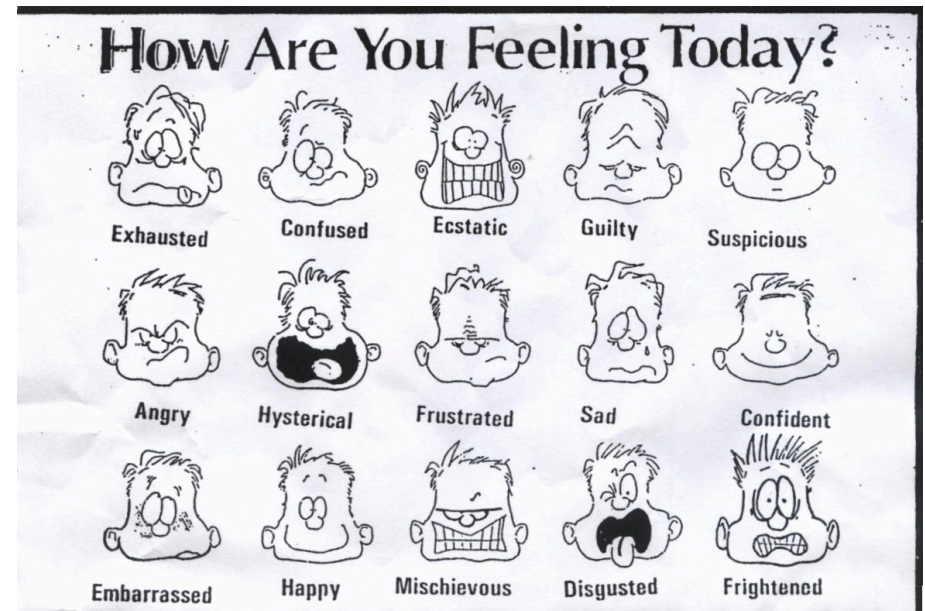 How Are You Feeling Today?
Exhausted Confused Ecstatic Guilty Suspicious
Angry Hysterical Frustrated Sad Confident
Embarrassed Happy Mischievous Disgusted Frightened